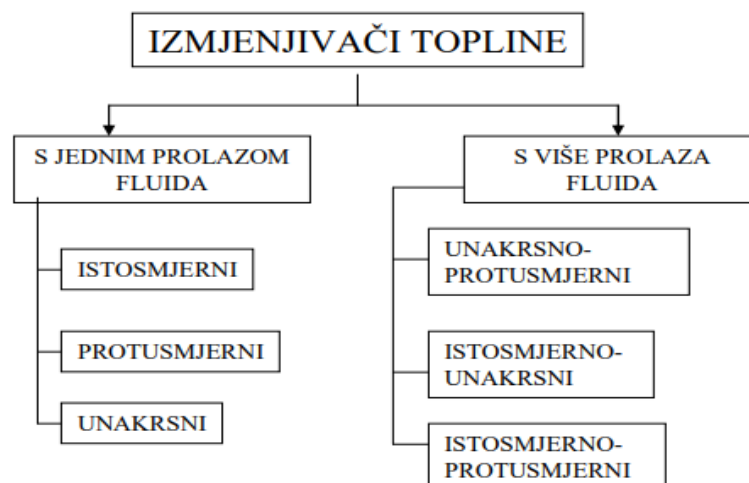 IZMJENJIVAČI TOPLINE
S JEDNIM PROLAZOM
FLUIDA
ISTOSMJERNI
PROTUSMJERNI
UNAKRSNI
S VIŠE PROLAZA
FLUIDA
UNAKRSNO-
PROTUSMJERNI
ISTOSMJERNO-
UNAKRSNI
ISTOSMJERNO-
PROTUSMJERNI